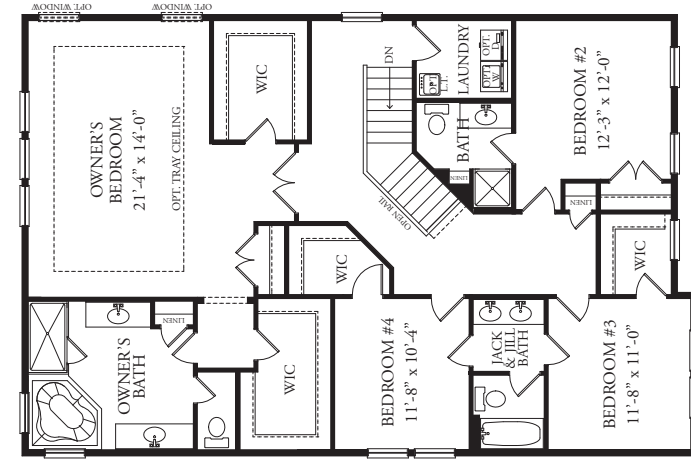 OPT. WINDOW
OPT. WINDOW
OWNER'S
BEDROOM
21'-4" x 14'-0"
OPT. TRAY CEILING
WIC
DN
OPEN RAIL
LAUNDRY
OPT.
D
OPT.
W
OPT.
L.T.
BATH
LINEN
BEDROOM #2
12'-3" x 12'-0"
LINEN
WIC
WIC
OWNER'S
BATH
LINEN
WIC
BEDROOM #4
11'-8" x 10'-4"
JACK
& JILL
BATH
BEDROOM #3
11'-8" x 11'-0"